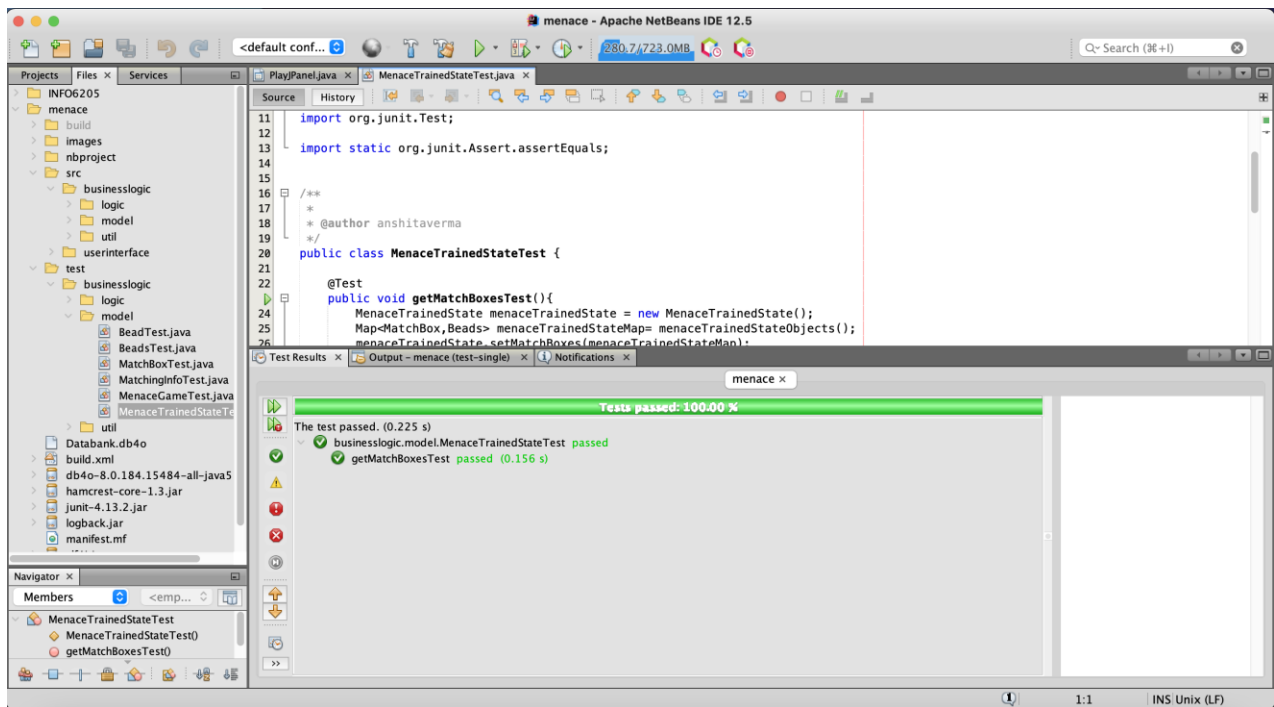 menace - Apache NetBeans IDE 12.5
<default conf...
280.7/723.0MB
Search (⌘+I)
Projects Files × Services
INFO6205
menace
build
images
nbproject
src
businesslogic
logic
model
util
userinterface
test
businesslogic
logic
model
BeadTest.java
BeadsTest.java
MatchBoxTest.java
MatchingInfoTest.java
MenaceGameTest.java
MenaceTrainedStateTe
util
Databank.db4o
build.xml
db4o-8.0.184.15484-all-java5
hamcrest-core-1.3.jar
junit-4.13.2.jar
logback.jar
manifest.mf
PlayJPanel.java × MenaceTrainedStateTest.java ×
Source History
11 import org.junit.Test;
12
13 import static org.junit.Assert.assertEquals;
14
15
16 /**
17 *
18 * @author anshitaverma
19 */
20 public class MenaceTrainedStateTest {
21
22 @Test
public void getMatchBoxesTest(){
24 MenaceTrainedState menaceTrainedState = new MenaceTrainedState();
25 Map<MatchBox,Beads> menaceTrainedStateMap= menaceTrainedStateObjects();
26 menaceTrainedState.setMatchBoxes(menaceTrainedStateMap);
Test Results × Output – menace (test-single) × Notifications ×
menace ×
Tests passed: 100.00 %
The test passed. (0.225 s)
businesslogic.model.MenaceTrainedStateTest passed
getMatchBoxesTest passed (0.156 s)
Navigator ×
Members <emp...
MenaceTrainedStateTest
MenaceTrainedStateTest()
getMatchBoxesTest()
1:1 INS Unix (LF)